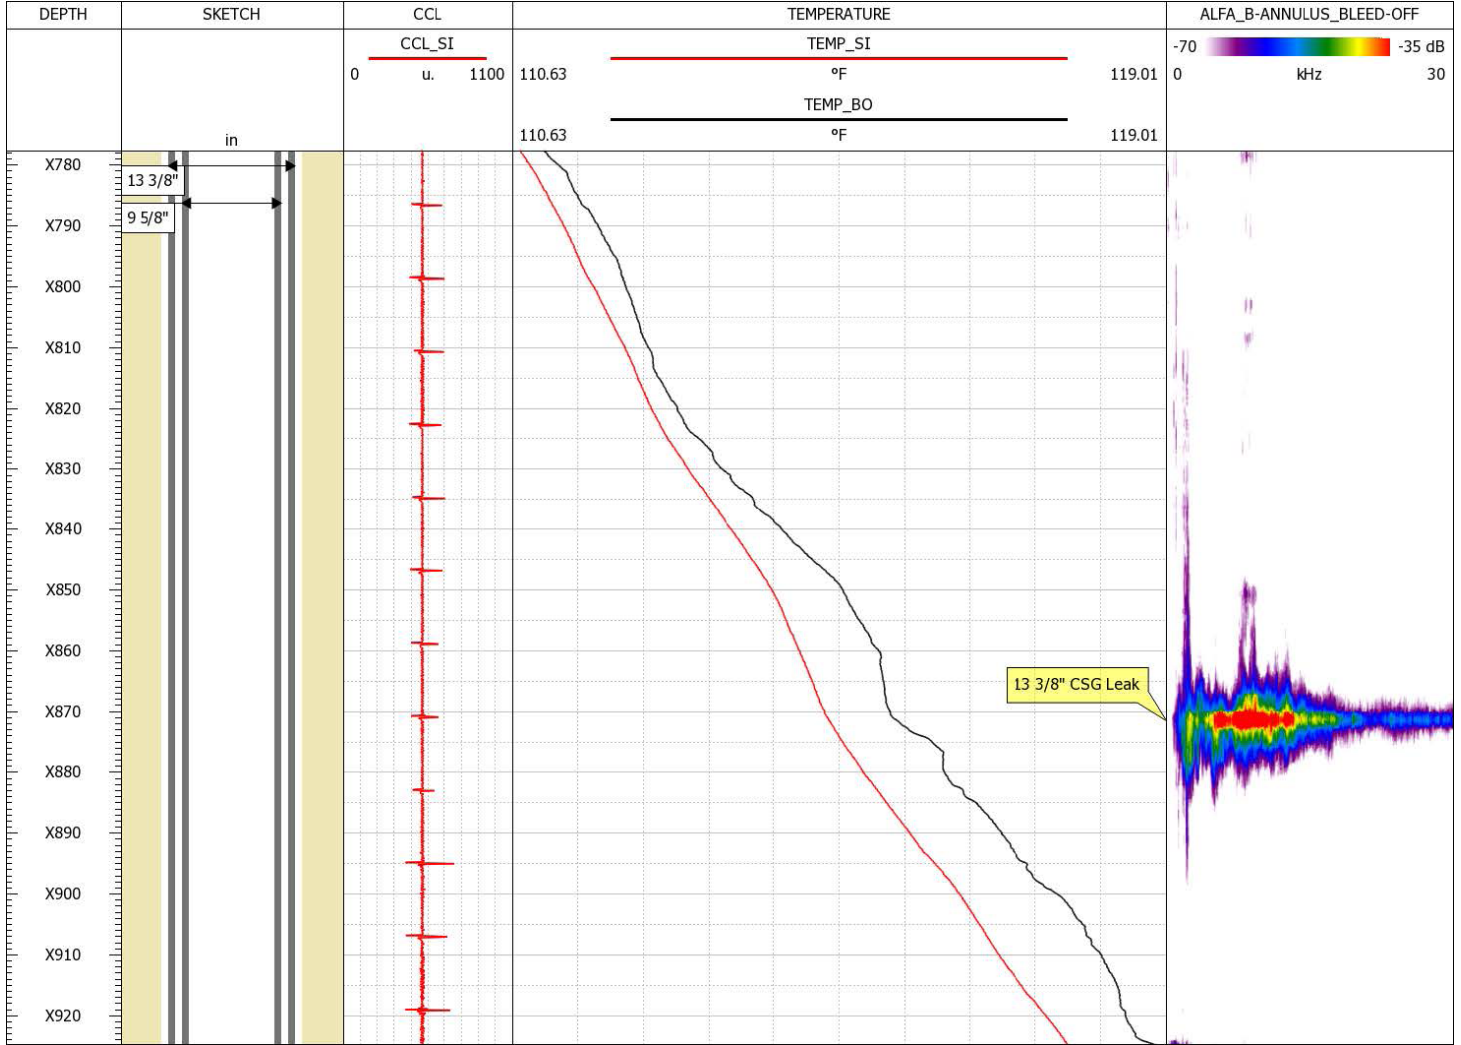 DEPTH SKETCH CCL TEMPERATURE ALFA_B-ANNULUS_BLEED-OFF
CCL_SI TEMP_SI -70 -35 dB
0 u. 1100 110.63 ºF 119.01 0 kHz 30
TEMP_BO
in 110.63 ºF 119.01
X780
13 3/8"
9 5/8"
X790
X800
X810
X820
X830
X840
X850
X860
13 3/8" CSG Leak
X870
X880
X890
X900
X910
X920